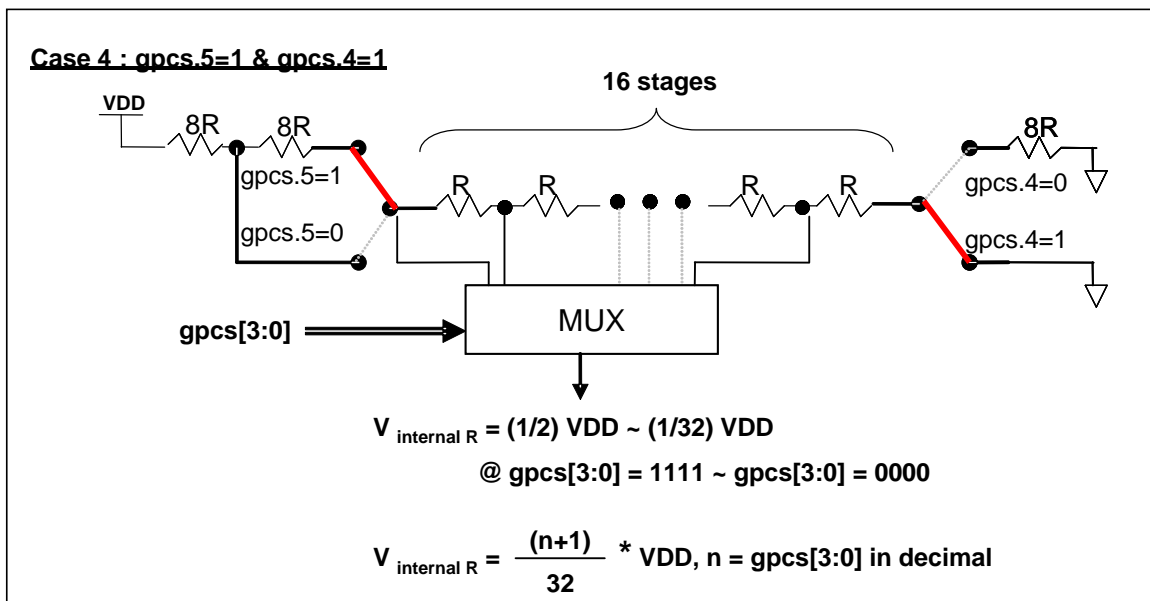 Case 4 : gpcs.5=1 & gpcs.4=1
16 stages
VDD
8R
8R
8R
gpcs.5=1
R
R
R
R
gpcs.4=0
gpcs.5=0
gpcs.4=1
MUX
gpcs[3:0]
V internal R = (1/2) VDD ~ (1/32) VDD
@ gpcs[3:0] = 1111 ~ gpcs[3:0] = 0000
V internal R = (n+1) / 32 * VDD, n = gpcs[3:0] in decimal